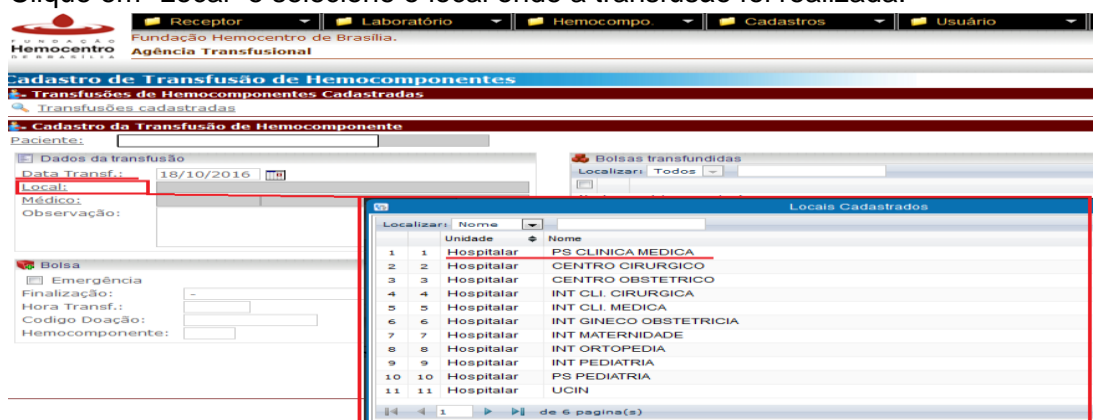 Clique em "Local" e selecione o local onde a transfusão foi realizada.
Receptor Laboratório Hemocompo. Cadastros Usuário
FUNDAÇÃO
Hemocentro
DE BRASÍLIA
Fundação Hemocentro de Brasília.
Agência Transfusional
Cadastro de Transfusão de Hemocomponentes
Transfusões de Hemocomponentes Cadastradas
Transfusões cadastradas
Cadastro da Transfusão de Hemocomponente
Paciente:
Dados da transfusão
Data Transf.: 18/10/2016
Local:
Médico:
Observação:
Bolsas transfundidas
Localizar: Todos
Bolsa
Emergência
Finalização: -
Hora Transf.:
Codigo Doação:
Hemocomponente:
Locais Cadastrados
Localizar: Nome
Unidade Nome
1 1 Hospitalar PS CLINICA MEDICA
2 2 Hospitalar CENTRO CIRURGICO
3 3 Hospitalar CENTRO OBSTETRICO
4 4 Hospitalar INT CLI. CIRURGICA
5 5 Hospitalar INT CLI. MEDICA
6 6 Hospitalar INT GINECO OBSTETRICIA
7 7 Hospitalar INT MATERNIDADE
8 8 Hospitalar INT ORTOPEDIA
9 9 Hospitalar INT PEDIATRIA
10 10 Hospitalar PS PEDIATRIA
11 11 Hospitalar UCIN
1 de 6 pagina(s)